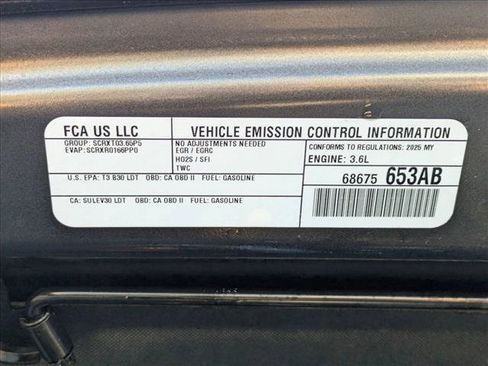 FCA US LLC
VEHICLE EMISSION CONTROL INFORMATION
GROUP: SCRXT03.65P5
EVAP: SCRXR0166PP0
NO ADJUSTMENTS NEEDED
EGR / EGRC
HO2S / SFI
TWC
CONFORMS TO REGULATIONS: 2025 MY
ENGINE: 3.6L
U.S. EPA: T3 B30 LDT OBD: CA OBD II FUEL: GASOLINE
68675 653AB
CA: SULEV30 LDT OBD: CA OBD II FUEL: GASOLINE